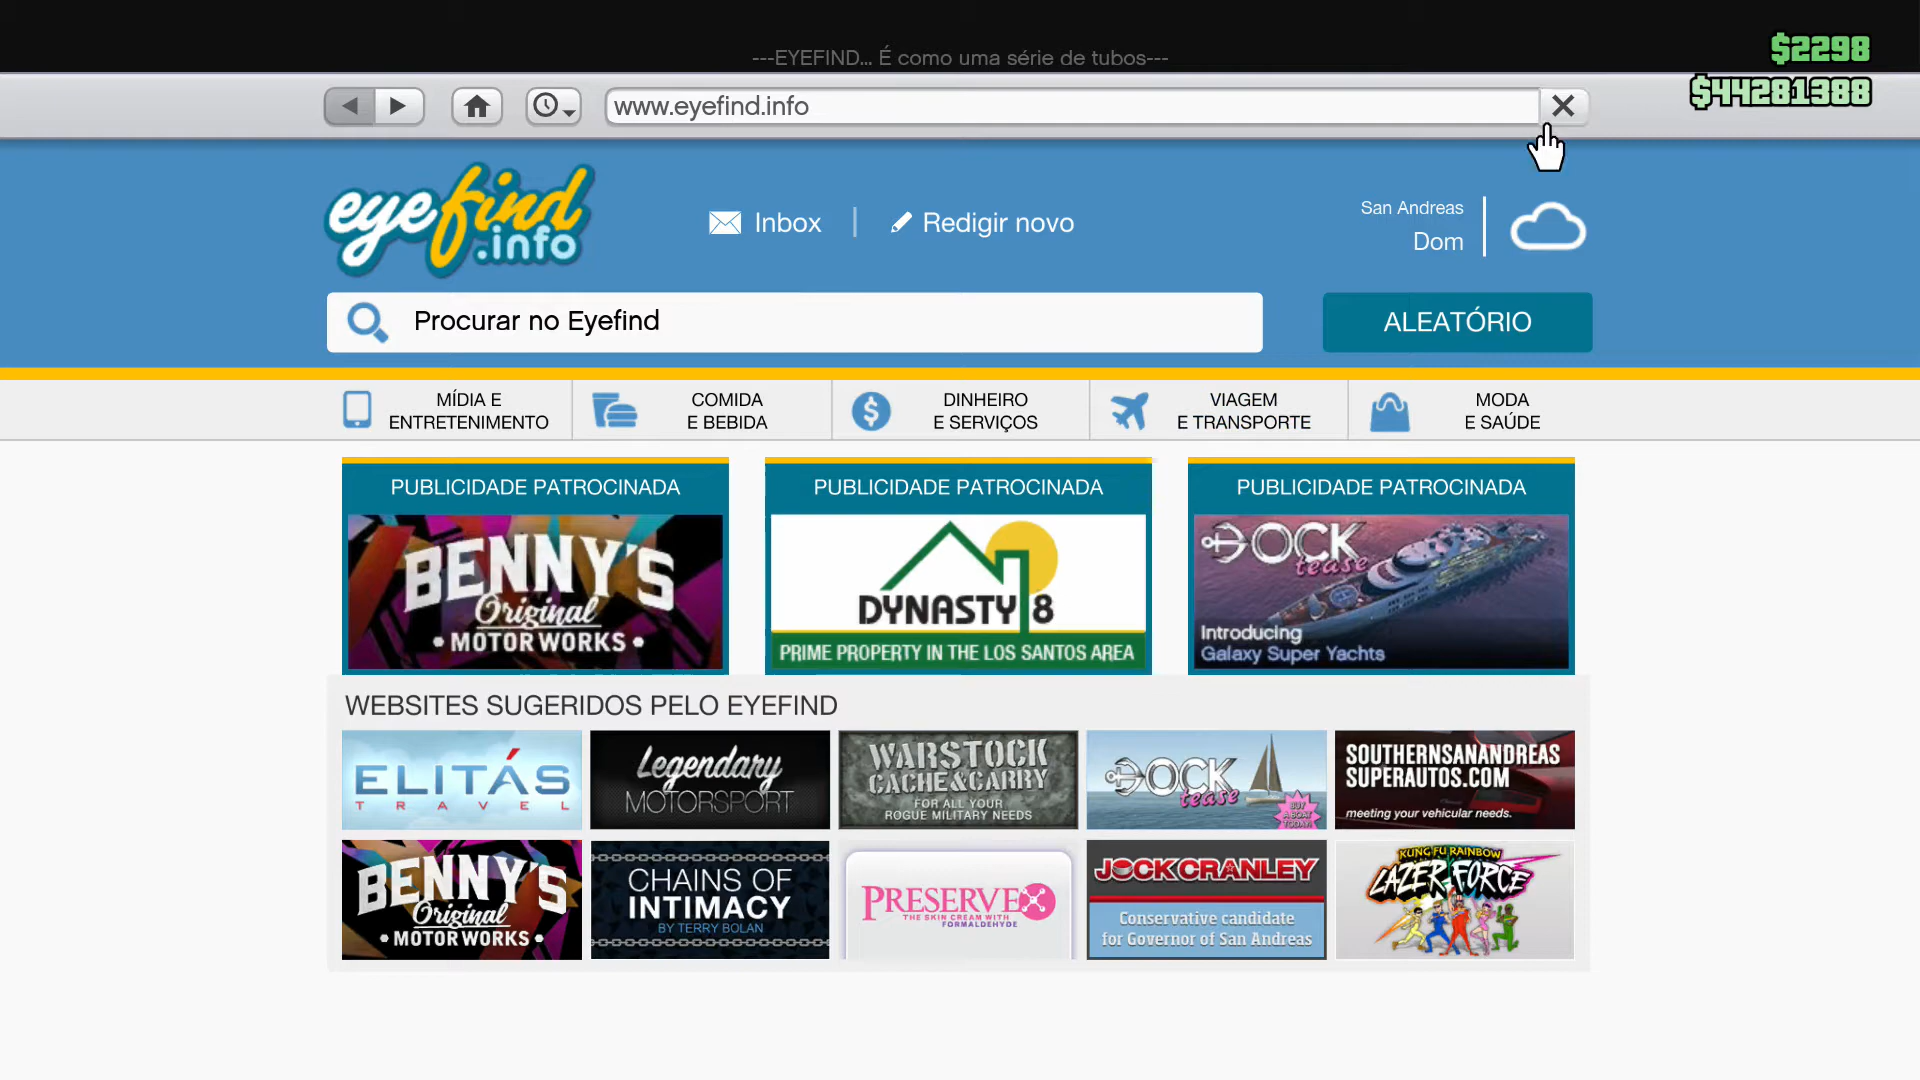 ---EYEFIND... É como uma série de tubos---
$2298
$44281388
www.eyefind.info
eyefind
.info
Inbox
Redigir novo
San Andreas
Dom
Procurar no Eyefind
ALEATÓRIO
MÍDIA E
ENTRETENIMENTO
COMIDA
E BEBIDA
DINHEIRO
E SERVIÇOS
VIAGEM
E TRANSPORTE
MODA
E SAÚDE
PUBLICIDADE PATROCINADA
BENNY'S
Original
MOTOR WORKS
PUBLICIDADE PATROCINADA
DYNASTY 8
PRIME PROPERTY IN THE LOS SANTOS AREA
PUBLICIDADE PATROCINADA
DOCK
tease
Introducing
Galaxy Super Yachts
WEBSITES SUGERIDOS PELO EYEFIND
ELITÁS
TRAVEL
Legendary
MOTORSPORT
WARSTOCK
CACHE&CARRY
FOR ALL YOUR
ROGUE MILITARY NEEDS
DOCK
tease
BUY
A BOAT
TODAY!
SOUTHERNSANANDREAS
SUPERAUTOS.COM
meeting your vehicular needs.
BENNY'S
Original
MOTOR WORKS
CHAINS OF
INTIMACY
BY TERRY BOLAN
PRESERVEX
THE SKIN CREAM WITH
FORMALDEHYDE
JOCK CRANLEY
Conservative candidate
for Governor of San Andreas
KUNG FU RAINBOW
LAZER FORCE